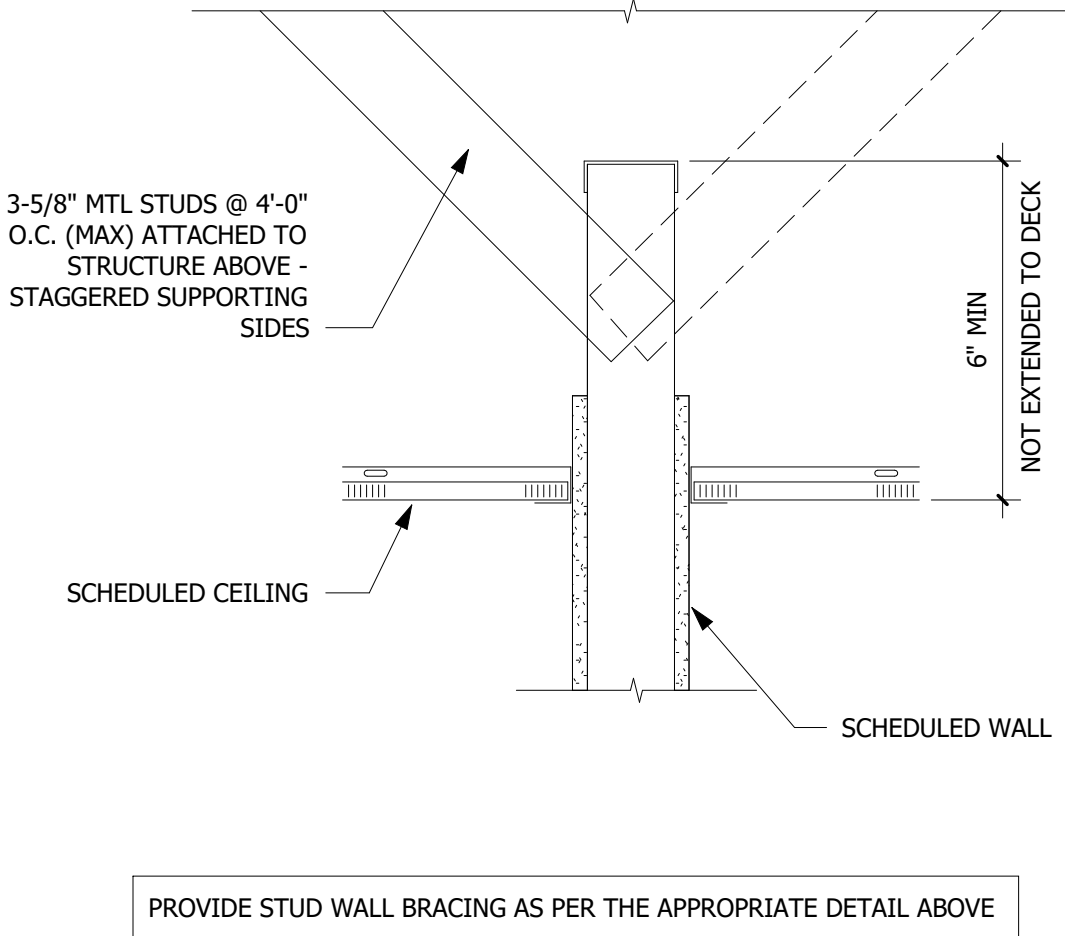 3-5/8" MTL STUDS @ 4'-0"
O.C. (MAX) ATTACHED TO
STRUCTURE ABOVE -
STAGGERED SUPPORTING
SIDES
6" MIN
NOT EXTENDED TO DECK
SCHEDULED CEILING
SCHEDULED WALL
PROVIDE STUD WALL BRACING AS PER THE APPROPRIATE DETAIL ABOVE